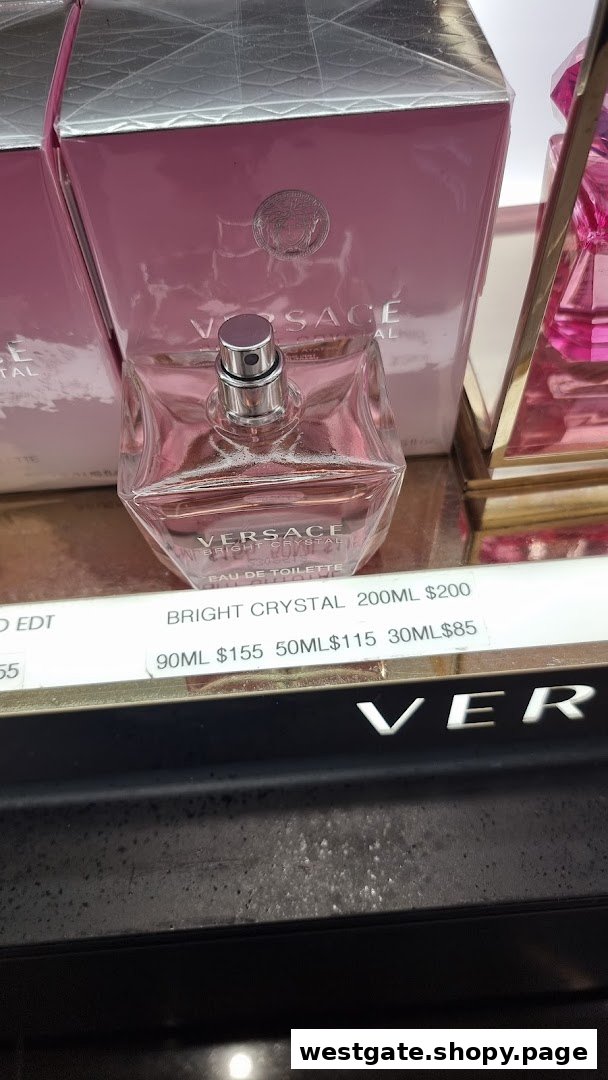 VERSACE
VERSACE
BRIGHT CRYSTAL
EAU DE TOILETTE
EDT
BRIGHT CRYSTAL 200ML $200
90ML $155 50ML$115 30ML$85
55
VER
westgate.shopy.page